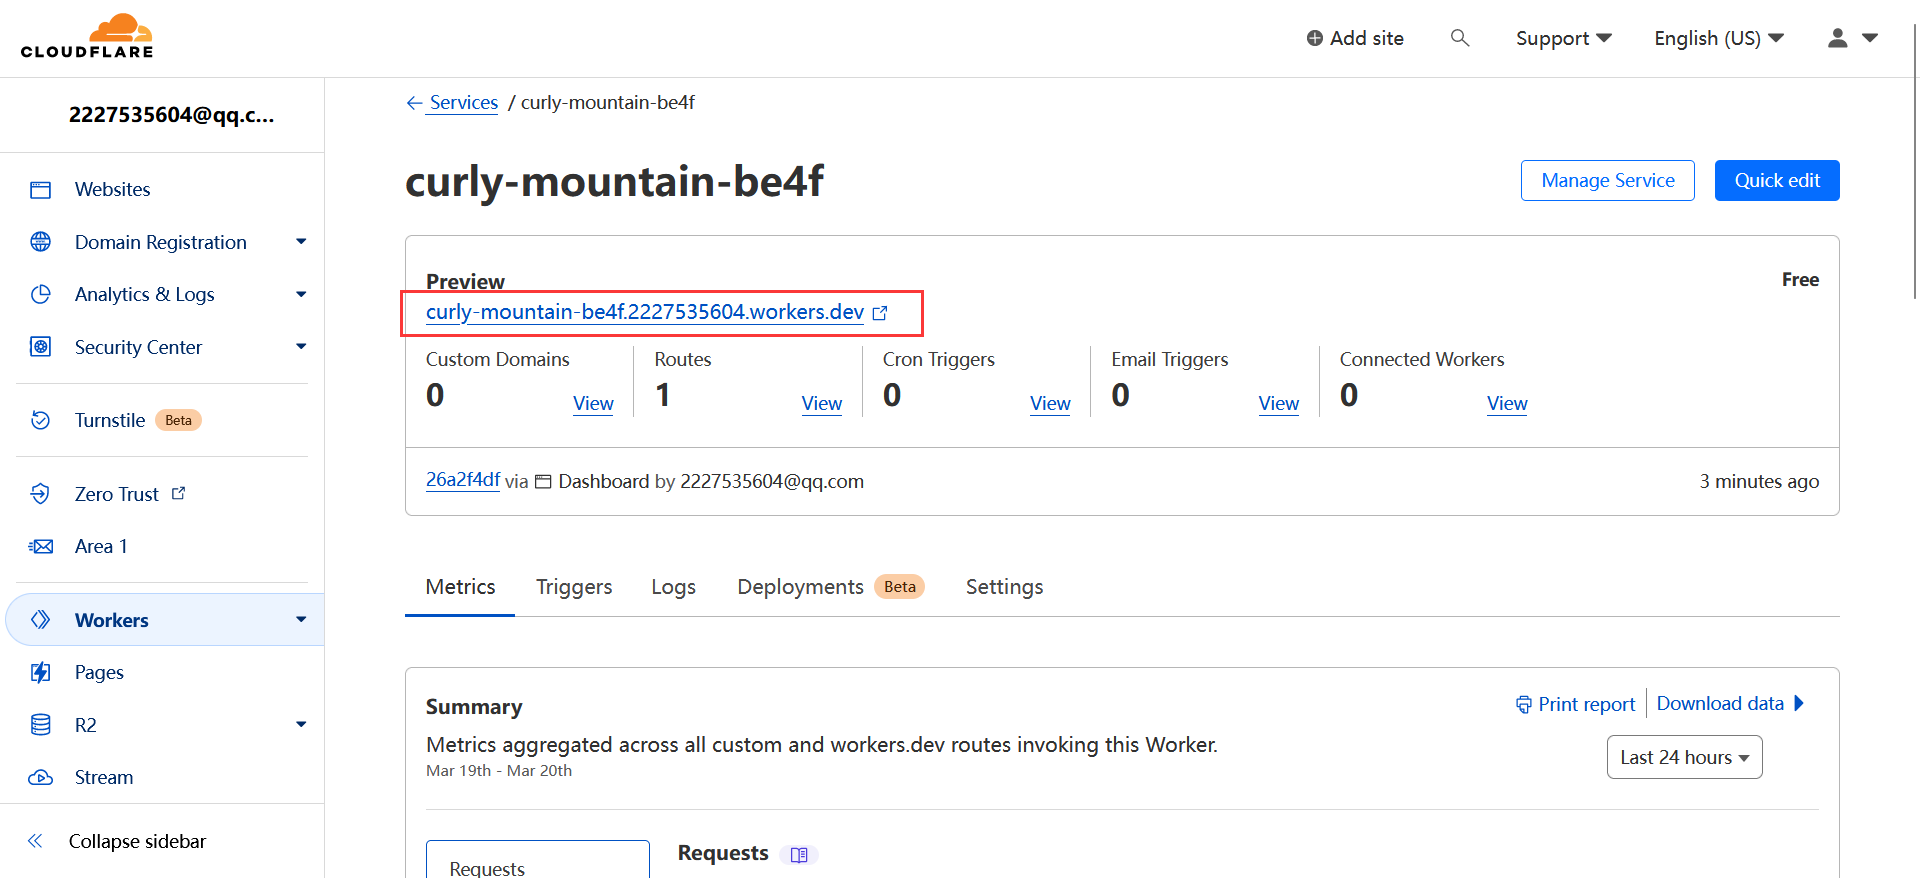 CLOUDFLARE
Add site
Support
English (US)
2227535604@qq.c...
Websites
Domain Registration
Analytics & Logs
Security Center
Turnstile Beta
Zero Trust
Area 1
Workers
Pages
R2
Stream
Collapse sidebar
Services / curly-mountain-be4f
curly-mountain-be4f
Manage Service
Quick edit
Preview
Free
curly-mountain-be4f.2227535604.workers.dev
Custom Domains
0
View
Routes
1
View
Cron Triggers
0
View
Email Triggers
0
View
Connected Workers
0
View
26a2f4df via Dashboard by 2227535604@qq.com
3 minutes ago
Metrics
Triggers
Logs
Deployments Beta
Settings
Summary
Print report
Download data
Metrics aggregated across all custom and workers.dev routes invoking this Worker.
Mar 19th - Mar 20th
Last 24 hours
Requests
Requests